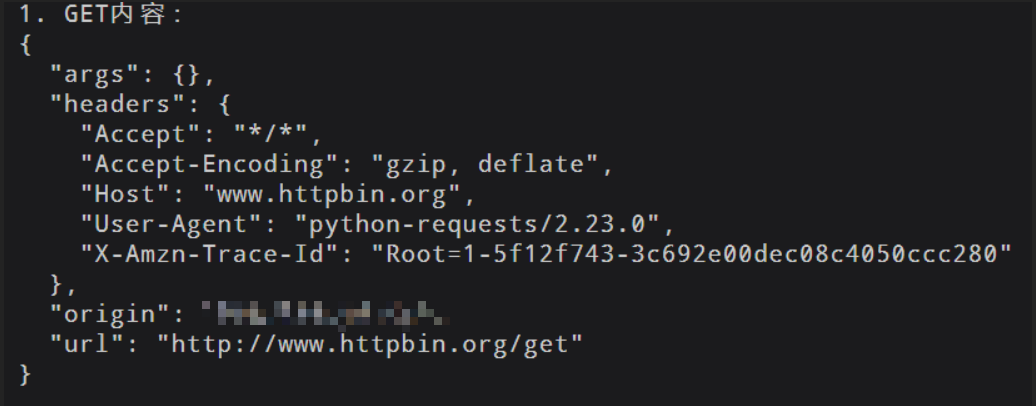 1. GET内容：
{
  "args": {},
  "headers": {
    "Accept": "*/*",
    "Accept-Encoding": "gzip, deflate",
    "Host": "www.httpbin.org",
    "User-Agent": "python-requests/2.23.0",
    "X-Amzn-Trace-Id": "Root=1-5f12f743-3c692e00dec08c4050ccc280"
  },
  "origin":
  "url": "http://www.httpbin.org/get"
}